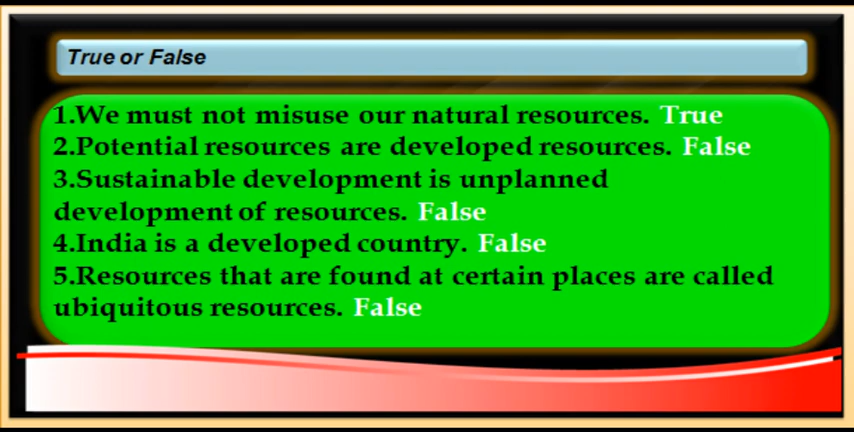 True or False
1.We must not misuse our natural resources. True
2.Potential resources are developed resources. False
3.Sustainable development is unplanned
development of resources. False
4.India is a developed country. False
5.Resources that are found at certain places are called
ubiquitous resources. False